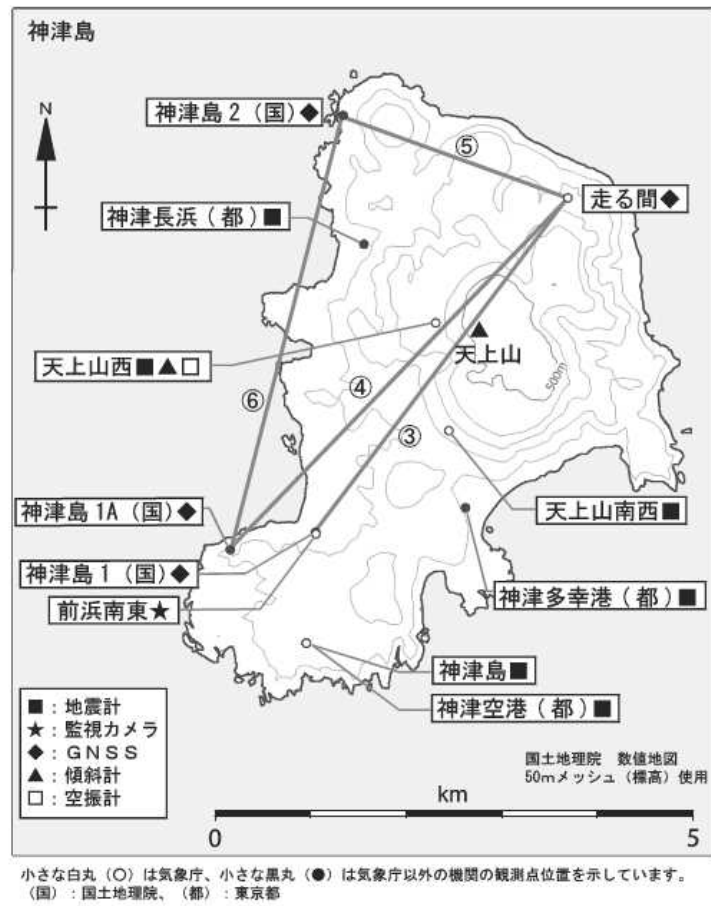 神津島
N
神津島2（国）◆
⑤
走る間◆
神津長浜（都）■
天上山
天上山西■▲□
500m
④
⑥
③
神津島1A（国）◆
天上山南西■
神津島1（国）◆
前浜南東★
神津多幸港（都）■
神津島■
神津空港（都）■
■：地震計
★：監視カメラ
◆：GNSS
▲：傾斜計
□：空振計
国土地理院　数値地図
50mメッシュ（標高）使用
km
0
5
小さな白丸（○）は気象庁、小さな黒丸（●）は気象庁以外の機関の観測点位置を示しています。
（国）：国土地理院、（都）：東京都